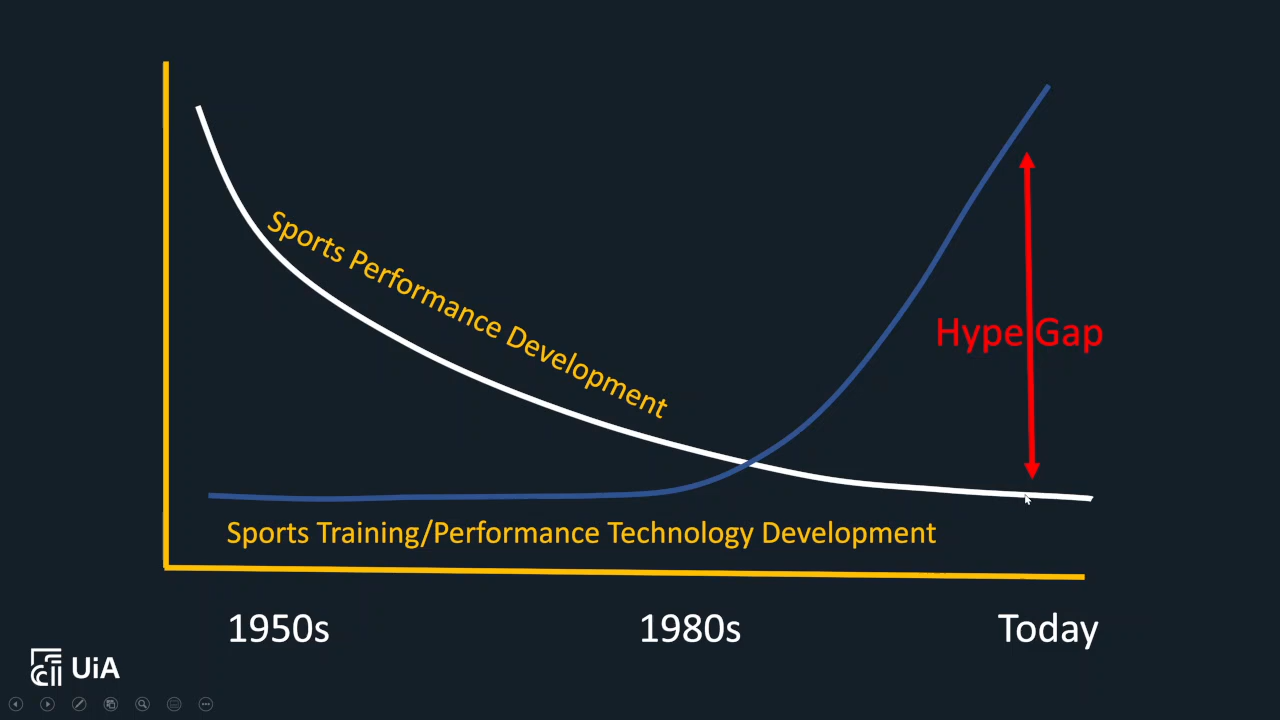 Sports Performance Development
Hype Gap
Sports Training/Performance Technology Development
1950s
1980s
Today
UiA